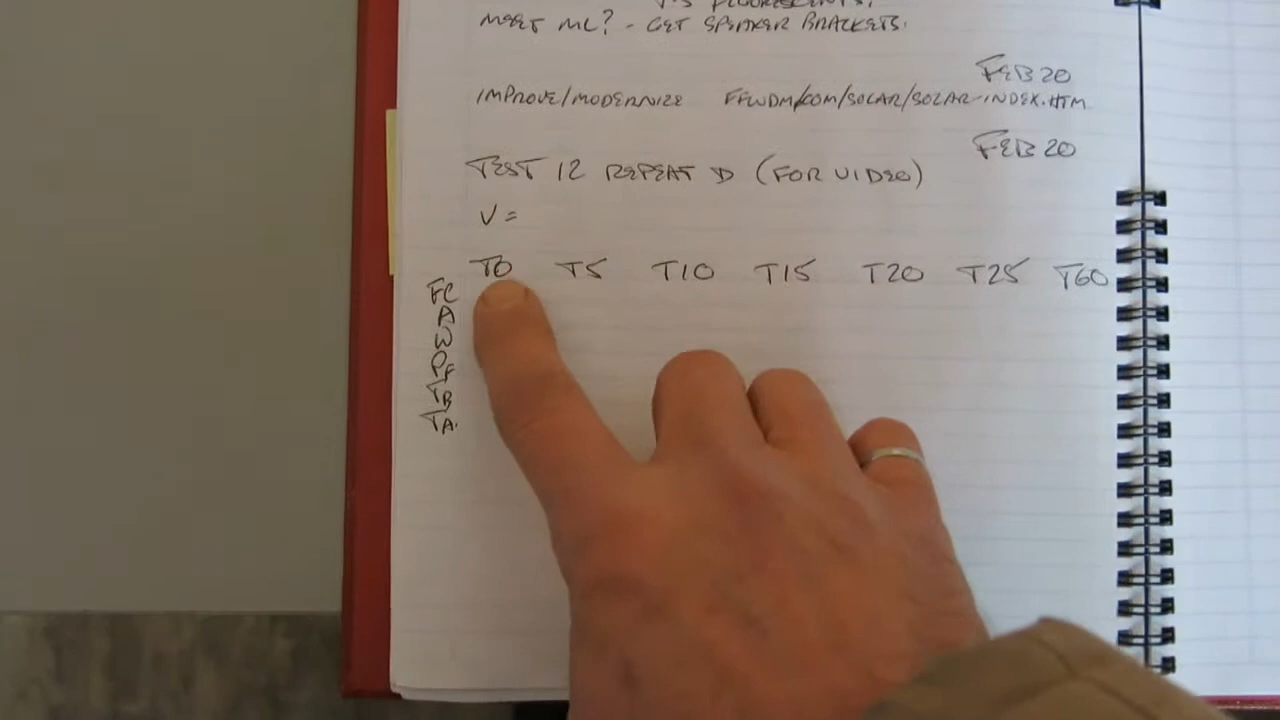 MEET ML? - GET SPEAKER BRACKETS.
FEB 20
IMPROVE/MODERNIZE FFWDM/COM/SOLAR/SOLAR-INDEX.HTM
FEB 20
TEST 12 REPEAT D (FOR VIDEO)
V =
T0 T5 T10 T15 T20 T25 T60
FC
A
W
PF
TB
TA.